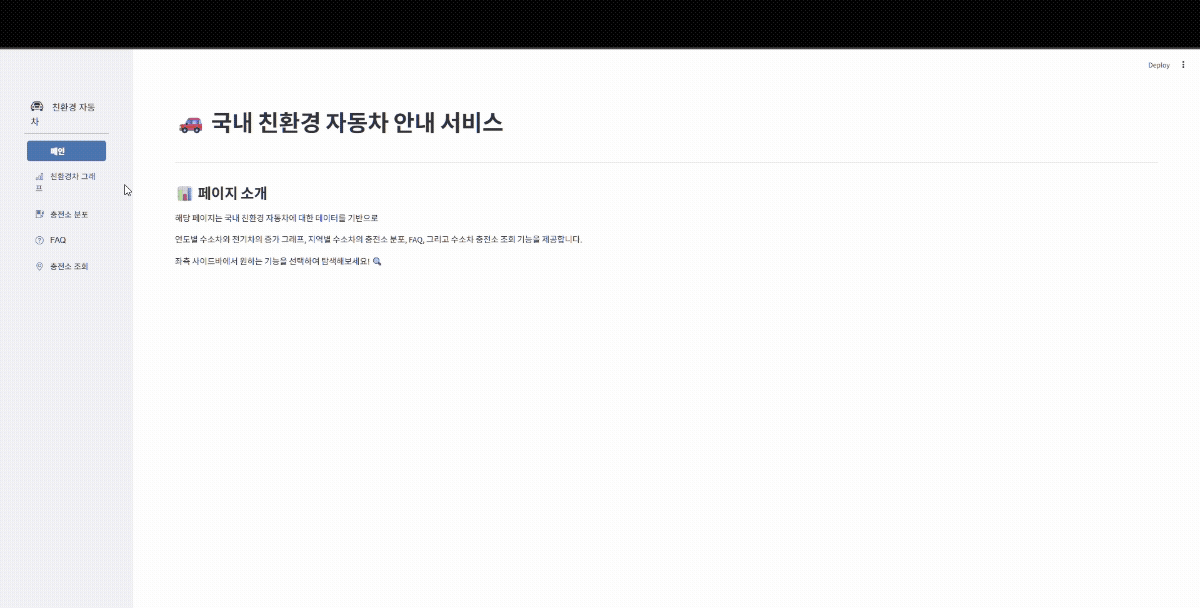 Deploy
친환경 자동
차
메인
친환경차 그래
프
충전소 분포
FAQ
충전소 조회
🚗 국내 친환경 자동차 안내 서비스
📊 페이지 소개
해당 페이지는 국내 친환경 자동차에 대한 데이터를 기반으로
연도별 수소차와 전기차의 증가 그래프, 지역별 수소차의 충전소 분포, FAQ, 그리고 수소차 충전소 조회 기능을 제공합니다.
좌측 사이드바에서 원하는 기능을 선택하여 탐색해보세요! 🔍